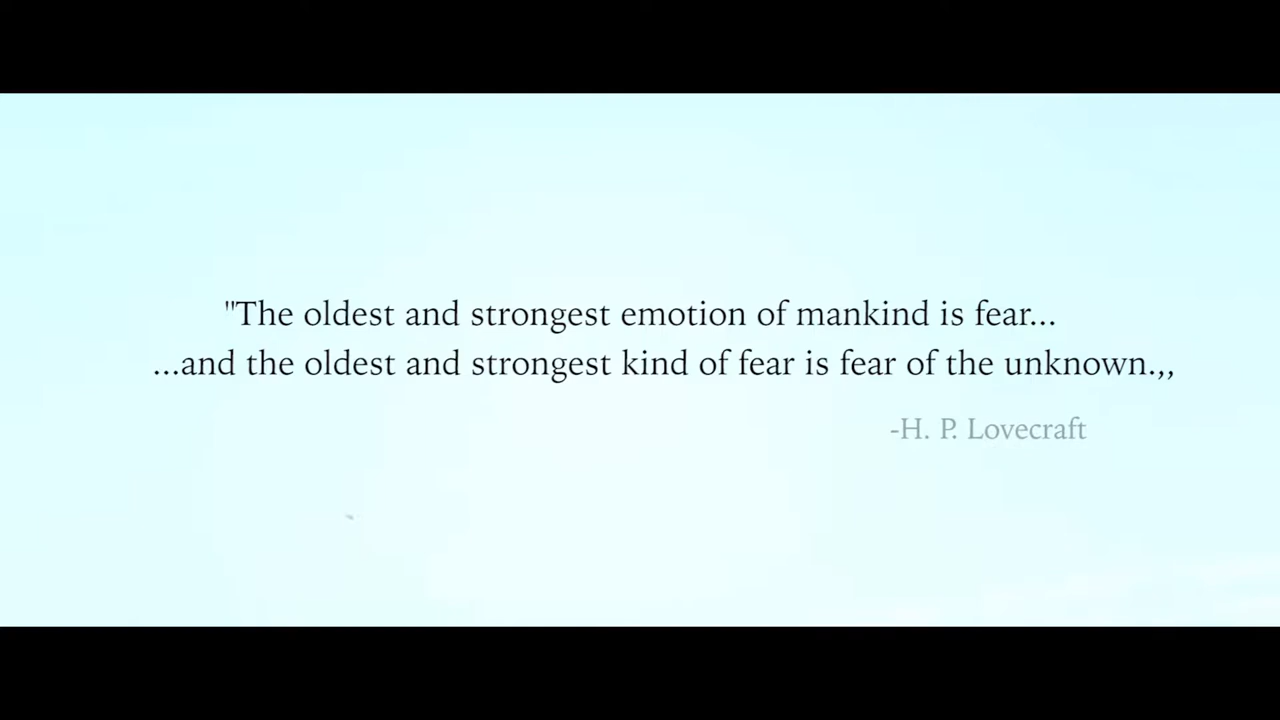 "The oldest and strongest emotion of mankind is fear...
...and the oldest and strongest kind of fear is fear of the unknown.,,
-H. P. Lovecraft